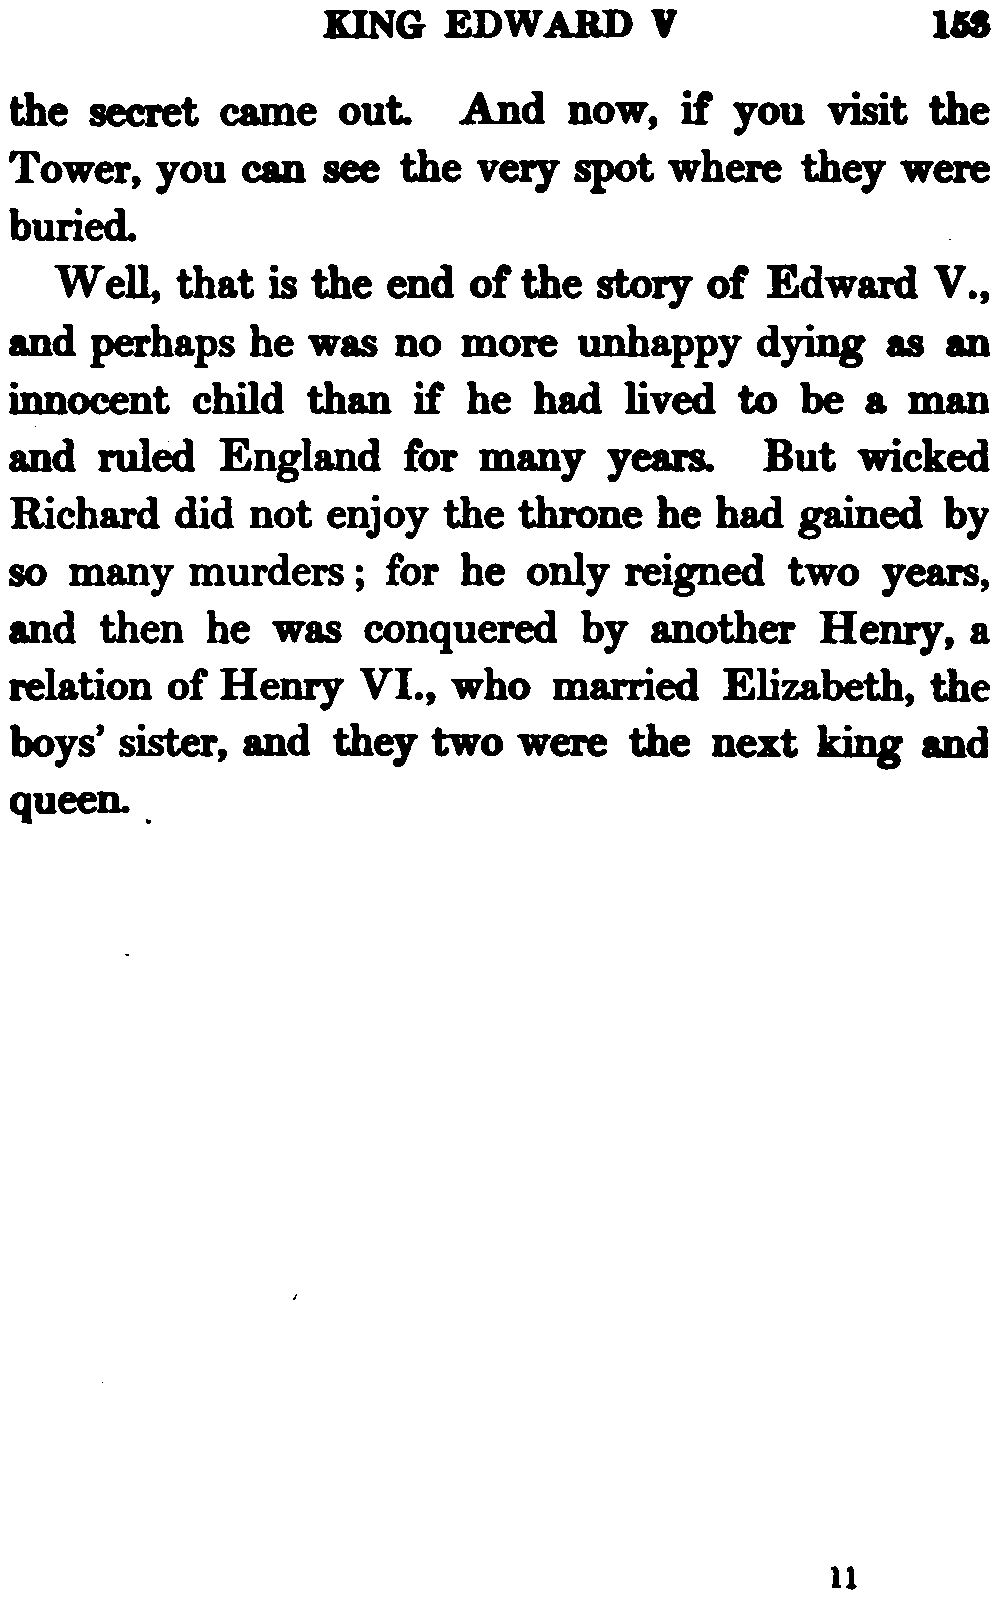 KING EDWARD V 153
the secret came out. And now, if you visit the
Tower, you can see the very spot where they were
buried.
Well, that is the end of the story of Edward V.,
and perhaps he was no more unhappy dying as an
innocent child than if he had lived to be a man
and ruled England for many years. But wicked
Richard did not enjoy the throne he had gained by
so many murders; for he only reigned two years,
and then he was conquered by another Henry, a
relation of Henry VI., who married Elizabeth, the
boys' sister, and they two were the next king and
queen.
11